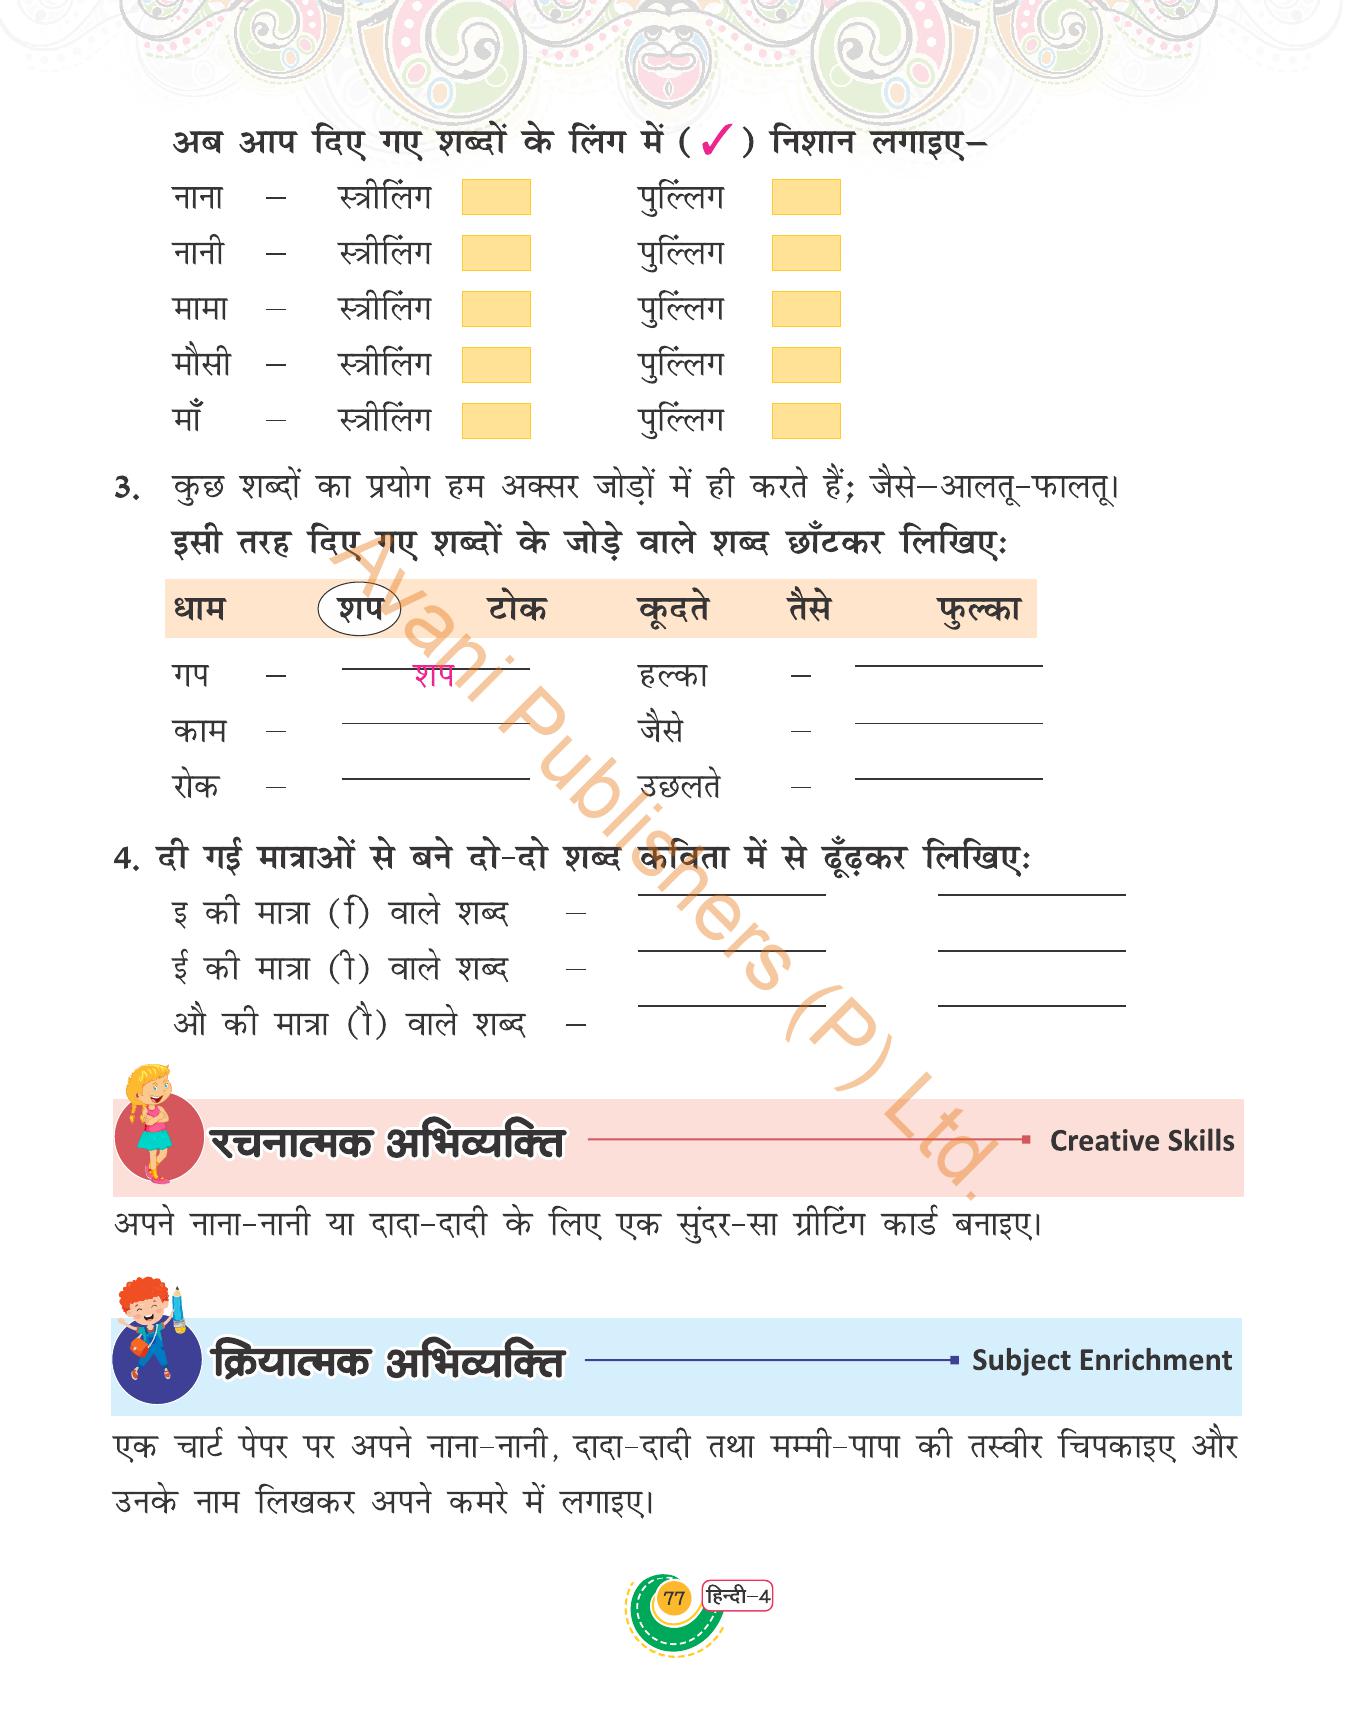 अब आप दिए गए शब्दों के लिंग में (✓) निशान लगाइए–
नाना – स्त्रीलिंग पुल्लिंग
नानी – स्त्रीलिंग पुल्लिंग
मामा – स्त्रीलिंग पुल्लिंग
मौसी – स्त्रीलिंग पुल्लिंग
माँ – स्त्रीलिंग पुल्लिंग
3. कुछ शब्दों का प्रयोग हम अक्सर जोड़ों में ही करते हैं; जैसे–आलतू-फालतू।
इसी तरह दिए गए शब्दों के जोड़े वाले शब्द छाँटकर लिखिए:
धाम शप टोक कूदते तैसे फुल्का
गप – शप हल्का –
काम – जैसे –
रोक – उछलते –
4. दी गई मात्राओं से बने दो-दो शब्द कविता में से ढूँढ़कर लिखिए:
इ की मात्रा (ि) वाले शब्द –
ई की मात्रा (ी) वाले शब्द –
औ की मात्रा (ौ) वाले शब्द –
रचनात्मक अभिव्यक्ति Creative Skills
अपने नाना-नानी या दादा-दादी के लिए एक सुंदर-सा ग्रीटिंग कार्ड बनाइए।
क्रियात्मक अभिव्यक्ति Subject Enrichment
एक चार्ट पेपर पर अपने नाना-नानी, दादा-दादी तथा मम्मी-पापा की तस्वीर चिपकाइए और
उनके नाम लिखकर अपने कमरे में लगाइए।
77 हिन्दी–4
Avani Publishers (P) Ltd.